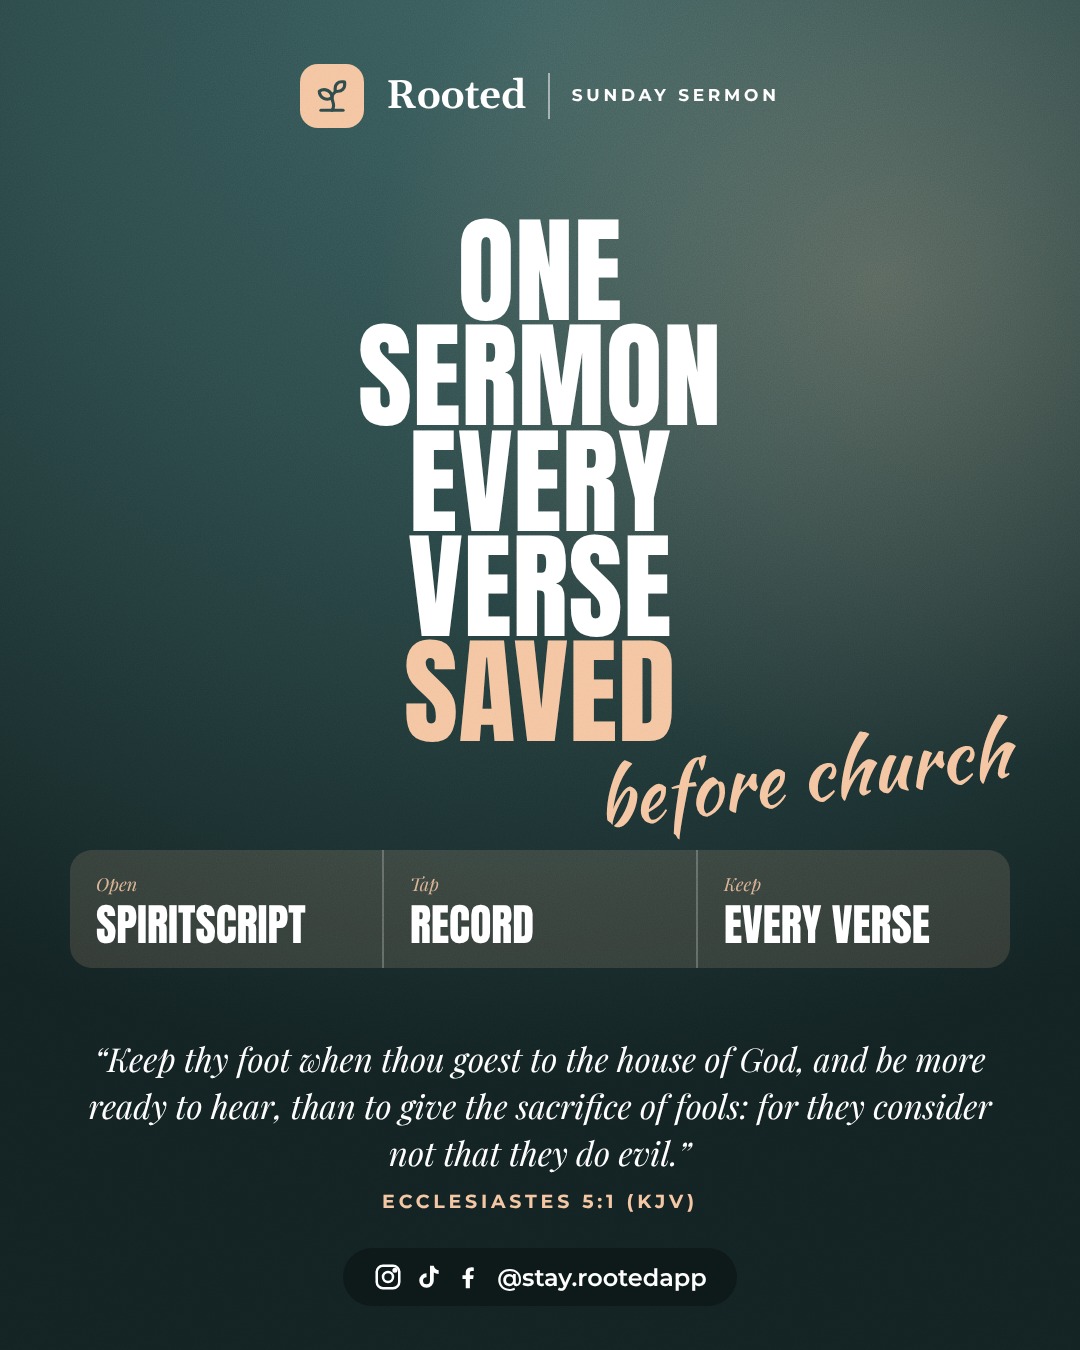 Rooted
SUNDAY SERMON
ONE
SERMON
EVERY
VERSE
SAVED
before church
Open
SPIRITSCRIPT
Tap
RECORD
Keep
EVERY VERSE
“Keep thy foot when thou goest to the house of God, and be more
ready to hear, than to give the sacrifice of fools: for they consider
not that they do evil.”
ECCLESIASTES 5:1 (KJV)
@stay.rootedapp